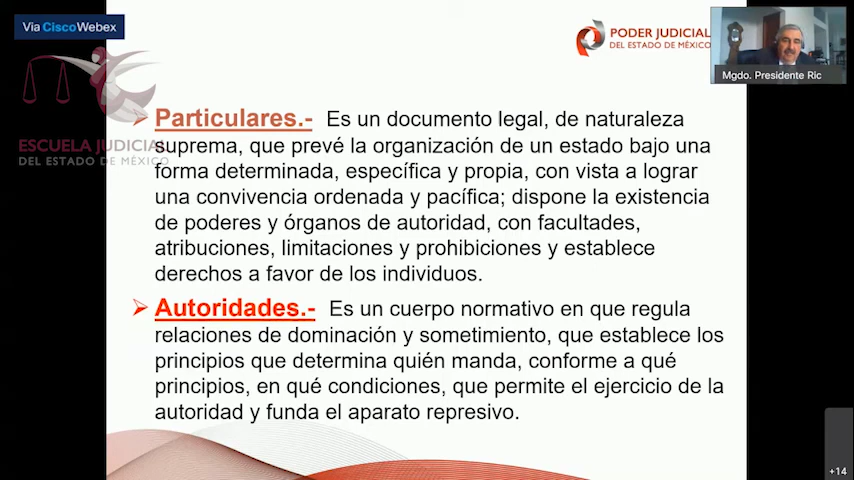 Via CiscoWebex
PODER JUDICIAL
DEL ESTADO DE MÉXICO
Mgdo. Presidente Ric
ESCUELA JUDICIAL
DEL ESTADO DE MÉXICO
Particulares.- Es un documento legal, de naturaleza
suprema, que prevé la organización de un estado bajo una
forma determinada, específica y propia, con vista a lograr
una convivencia ordenada y pacífica; dispone la existencia
de poderes y órganos de autoridad, con facultades,
atribuciones, limitaciones y prohibiciones y establece
derechos a favor de los individuos.
Autoridades.- Es un cuerpo normativo en que regula
relaciones de dominación y sometimiento, que establece los
principios que determina quién manda, conforme a qué
principios, en qué condiciones, que permite el ejercicio de la
autoridad y funda el aparato represivo.
+14